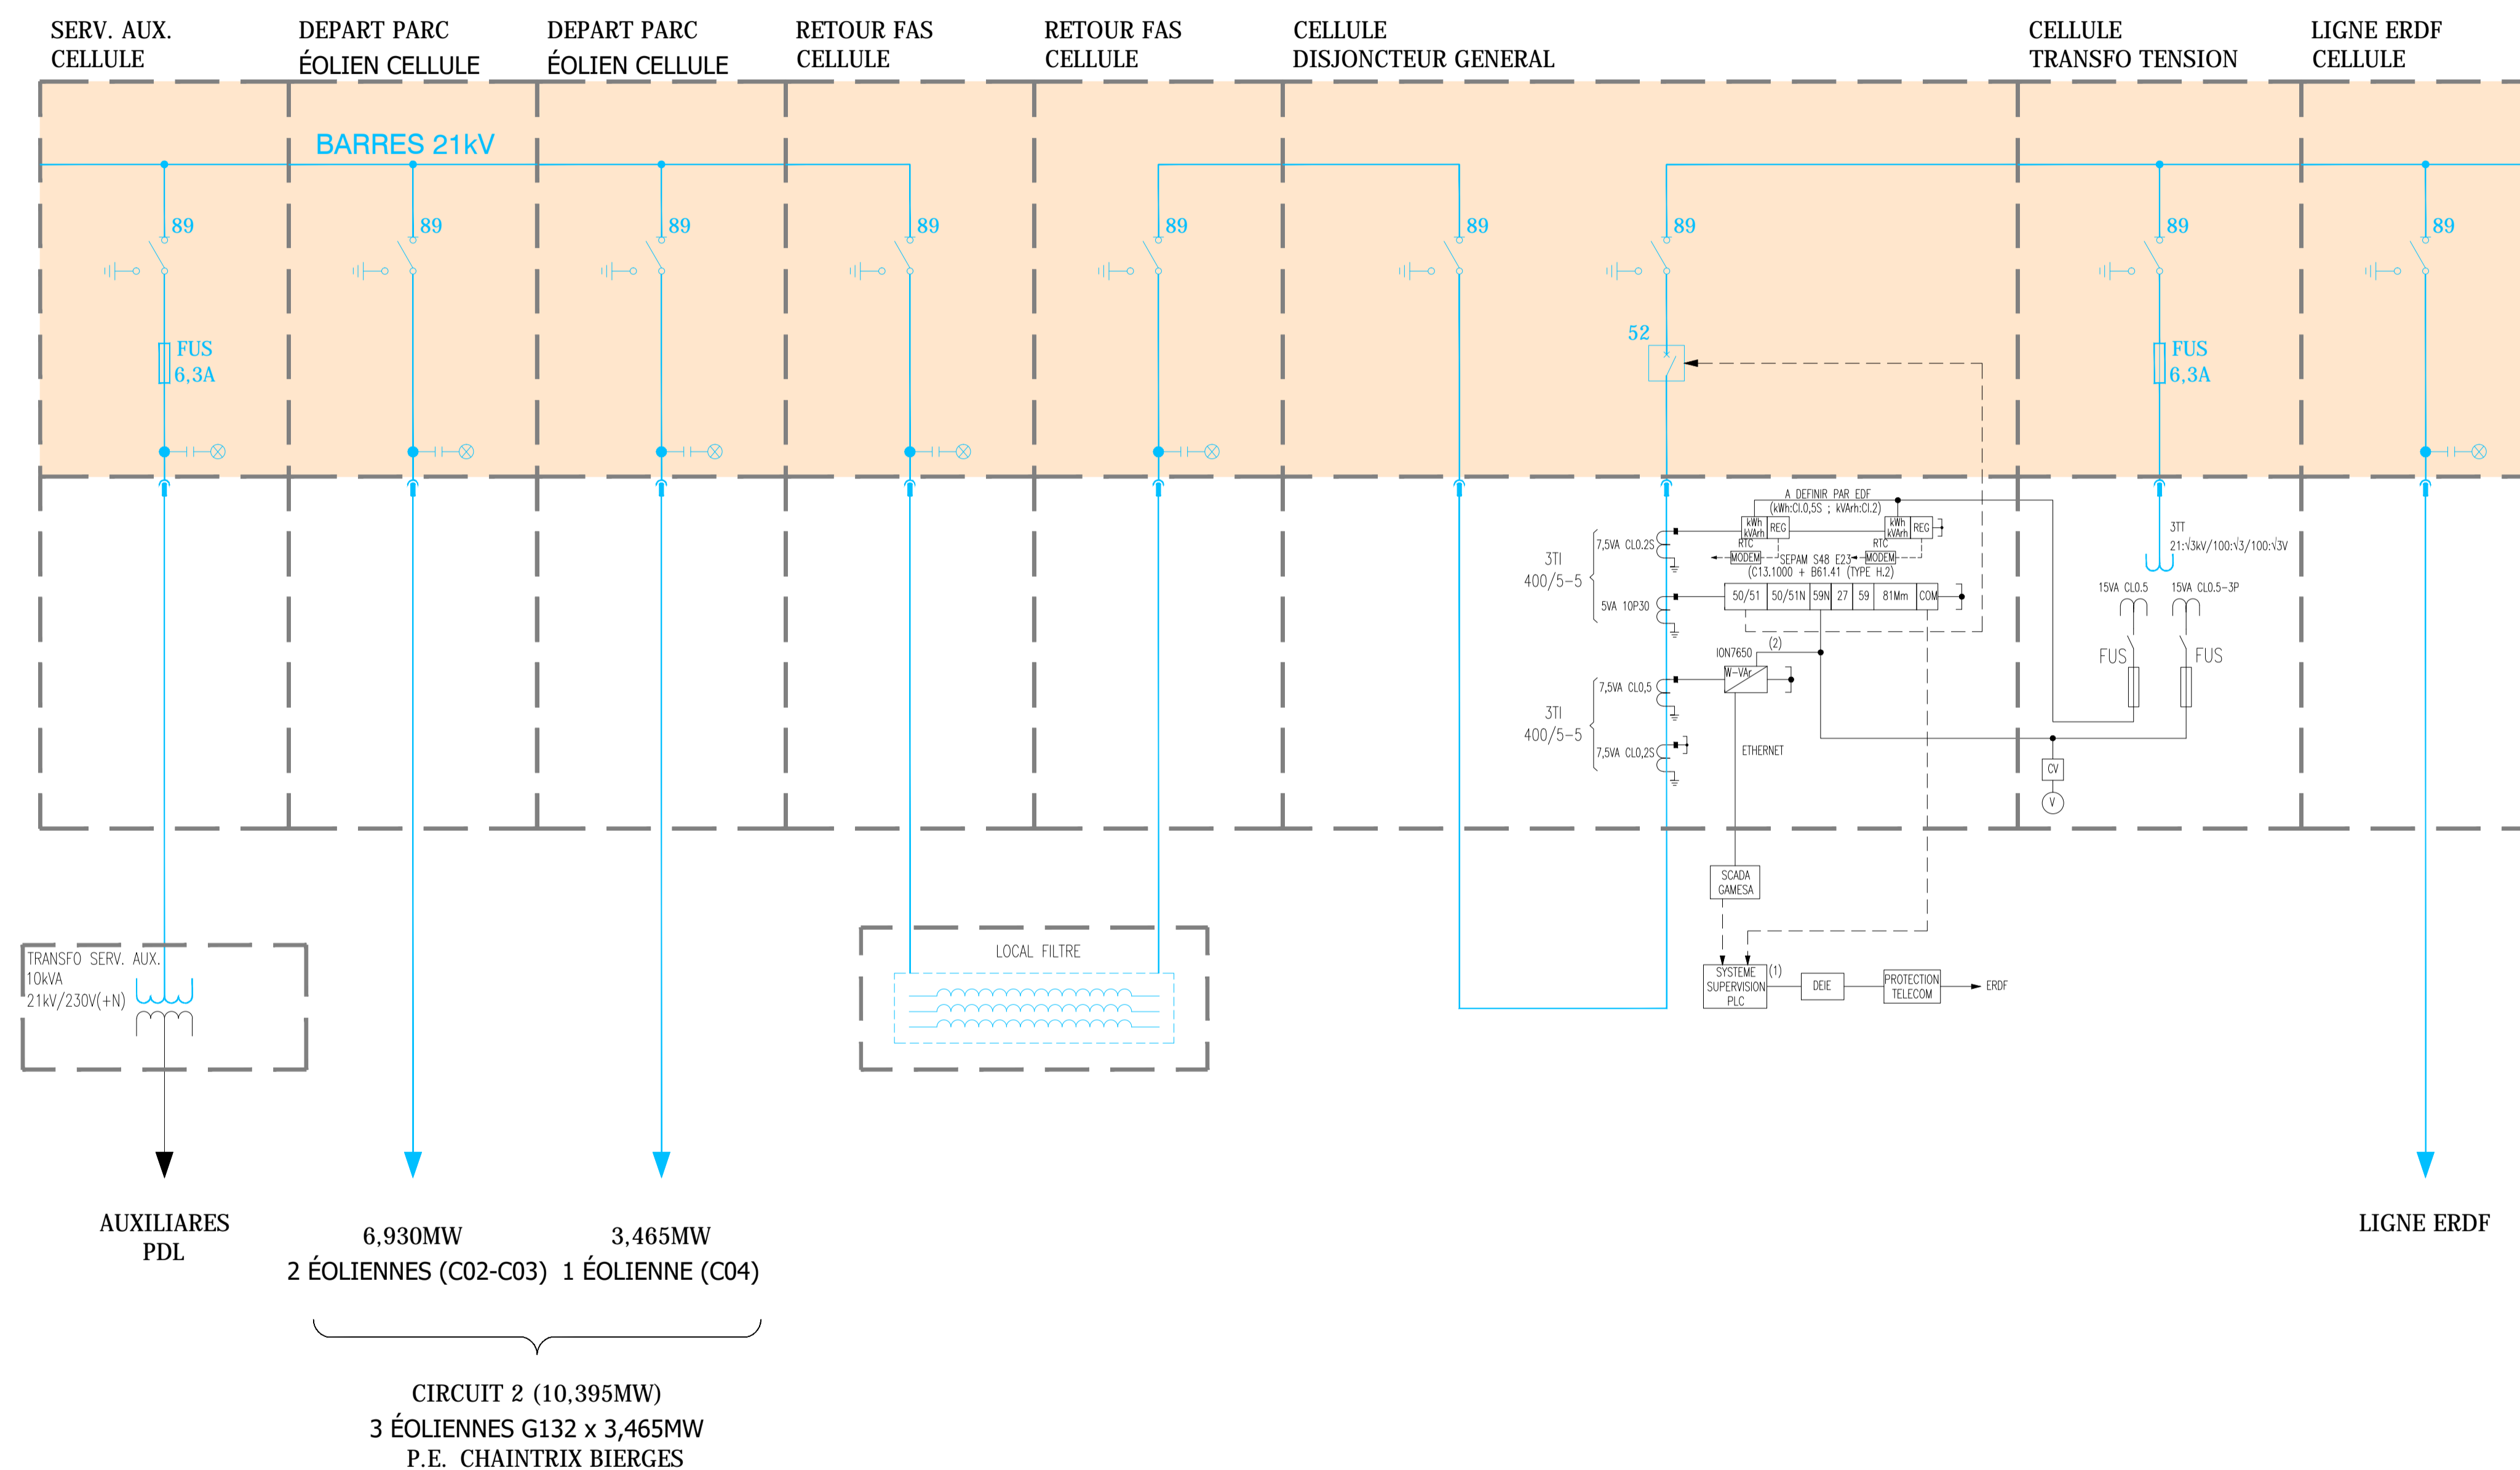 SERV. AUX.
CELLULE
DEPART PARC
ÉOLIEN CELLULE
DEPART PARC
ÉOLIEN CELLULE
RETOUR FAS
CELLULE
RETOUR FAS
CELLULE
CELLULE
DISJONCTEUR GENERAL
CELLULE
TRANSFO TENSION
LIGNE ERDF
CELLULE
BARRES 21kV
89
89
89
89
89
89
89
89
89
FUS
6,3A
52
FUS
6,3A
A DEFINIR PAR EDF
(kWh:Cl.0,5S ; kVArh:Cl.2)
kWh
kVArh
REG
kWh
kVArh
REG
RTC
MODEM
RTC
MODEM
3TI
400/5-5
7,5VA CL0.2S
5VA 10P30
SEPAM S48 E23
(C13.1000 + B61.41 (TYPE H.2)
50/51
50/51N
59N
27
59
81Mm
COM
3TT
21:√3kV/100:√3/100:√3V
15VA CL0.5
15VA CL0.5-3P
FUS
FUS
(2)
ION7650
W-VAr
3TI
400/5-5
7,5VA CL0,5
7,5VA CL0,2S
ETHERNET
CV
V
SCADA
GAMESA
SYSTEME
SUPERVISION
PLC
(1)
DEIE
PROTECTION
TELECOM
ERDF
TRANSFO SERV. AUX.
10kVA
21kV/230V(+N)
LOCAL FILTRE
AUXILIARES
PDL
6,930MW
2 ÉOLIENNES (C02-C03)
3,465MW
1 ÉOLIENNE (C04)
LIGNE ERDF
CIRCUIT 2 (10,395MW)
3 ÉOLIENNES G132 x 3,465MW
P.E. CHAINTRIX BIERGES